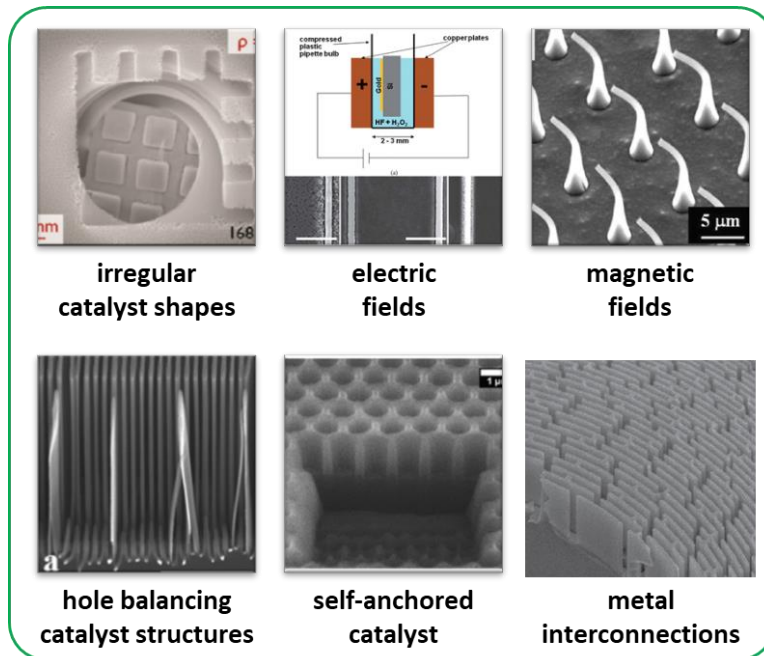 compressed
plastic
pipette bulb
copper plates
+
Gold
Si
-
HF + H₂O₂
2 - 3 mm
(a)
nm
168
5 μm
irregular
catalyst shapes
electric
fields
magnetic
fields
a
1 μ
hole balancing
catalyst structures
self-anchored
catalyst
metal
interconnections